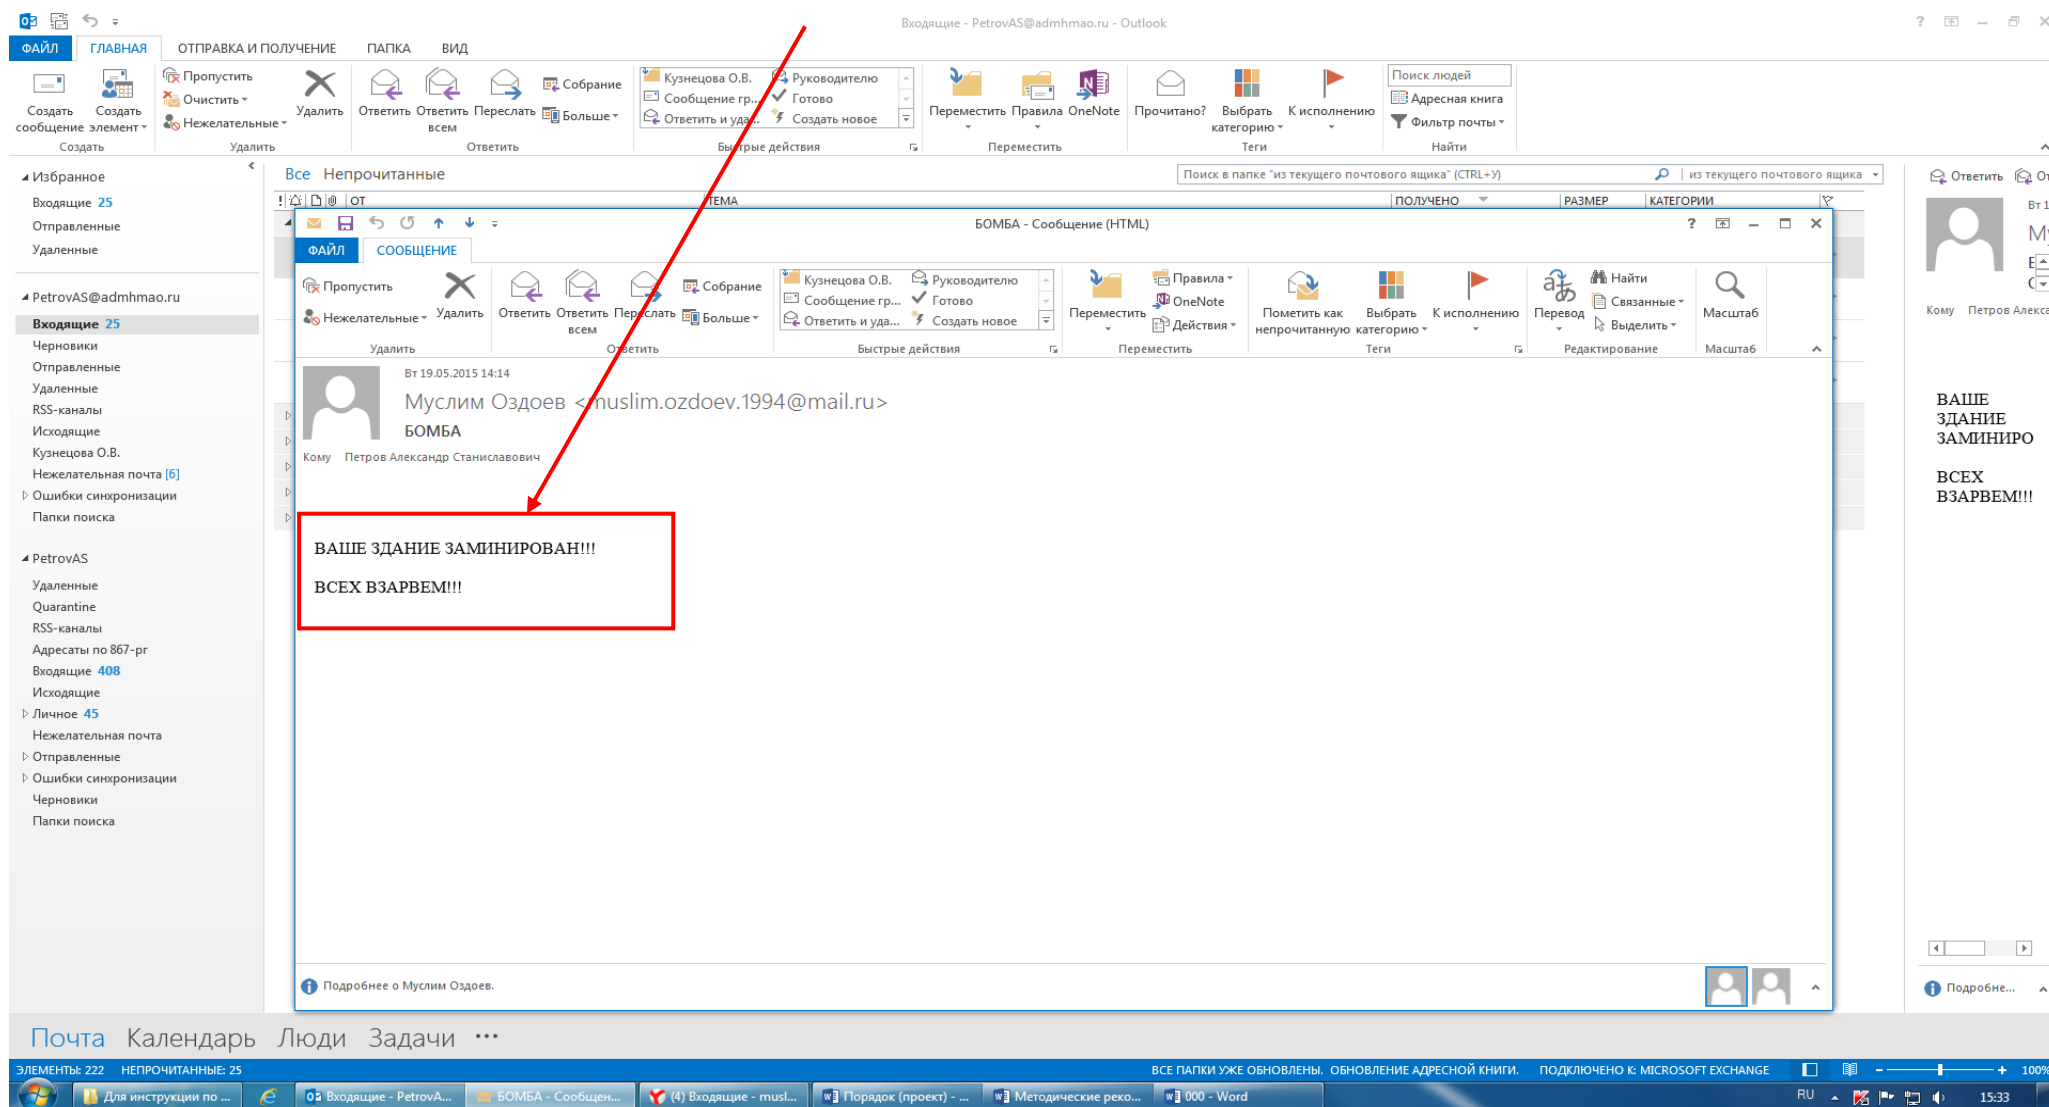 Входящие - PetrovAS@admhmao.ru - Outlook
ФАЙЛ ГЛАВНАЯ ОТПРАВКА И ПОЛУЧЕНИЕ ПАПКА ВИД
Создать сообщение
Создать элемент
Создать
Пропустить
Очистить
Нежелательные
Удалить
Удалить
Ответить
Ответить всем
Переслать
Собрание
Больше
Ответить
Кузнецова О.В.
Сообщение гр...
Ответить и уда...
Руководителю
Готово
Создать новое
Быстрые действия
Переместить
Правила
OneNote
Переместить
Прочитано?
Выбрать категорию
К исполнению
Теги
Поиск людей
Адресная книга
Фильтр почты
Найти
Избранное
Входящие 25
Отправленные
Удаленные
PetrovAS@admhmao.ru
Входящие 25
Черновики
Отправленные
Удаленные
RSS-каналы
Исходящие
Кузнецова О.В.
Нежелательная почта [6]
Ошибки синхронизации
Папки поиска
PetrovAS
Удаленные
Quarantine
RSS-каналы
Адресаты по 867-рг
Входящие 408
Исходящие
Личное 45
Нежелательная почта
Отправленные
Ошибки синхронизации
Черновики
Папки поиска
Все Непрочитанные
Поиск в папке "из текущего почтового ящика" (CTRL+У)
из текущего почтового ящика
ОТ ТЕМА ПОЛУЧЕНО РАЗМЕР КАТЕГОРИИ
БОМБА - Сообщение (HTML)
ФАЙЛ СООБЩЕНИЕ
Пропустить
Нежелательные
Удалить
Удалить
Ответить
Ответить всем
Переслать
Собрание
Больше
Ответить
Кузнецова О.В.
Сообщение гр...
Ответить и уда...
Руководителю
Готово
Создать новое
Быстрые действия
Переместить
Правила
OneNote
Действия
Переместить
Пометить как непрочитанную
Выбрать категорию
К исполнению
Теги
Перевод
Найти
Связанные
Выделить
Редактирование
Масштаб
Масштаб
Вт 19.05.2015 14:14
Муслим Оздоев <muslim.ozdoev.1994@mail.ru>
БОМБА
Кому Петров Александр Станиславович
ВАШЕ ЗДАНИЕ ЗАМИНИРОВАН!!!
ВСЕХ ВЗАРВЕМ!!!
Подробнее о Муслим Оздоев.
Ответить
Вт 1
Кому Петров Алекса
ВАШЕ
ЗДАНИЕ
ЗАМИНИРО
ВСЕХ
ВЗАРВЕМ!!!
Подробне...
Почта Календарь Люди Задачи
ЭЛЕМЕНТЫ: 222 НЕПРОЧИТАННЫЕ: 25
ВСЕ ПАПКИ УЖЕ ОБНОВЛЕНЫ. ОБНОВЛЕНИЕ АДРЕСНОЙ КНИГИ. ПОДКЛЮЧЕНО К: MICROSOFT EXCHANGE 100%
Для инструкции по ...
Входящие - PetrovA...
БОМБА - Сообщен...
(4) Входящие - musl...
Порядок (проект) - ...
Методические реко...
000 - Word
RU 15:33